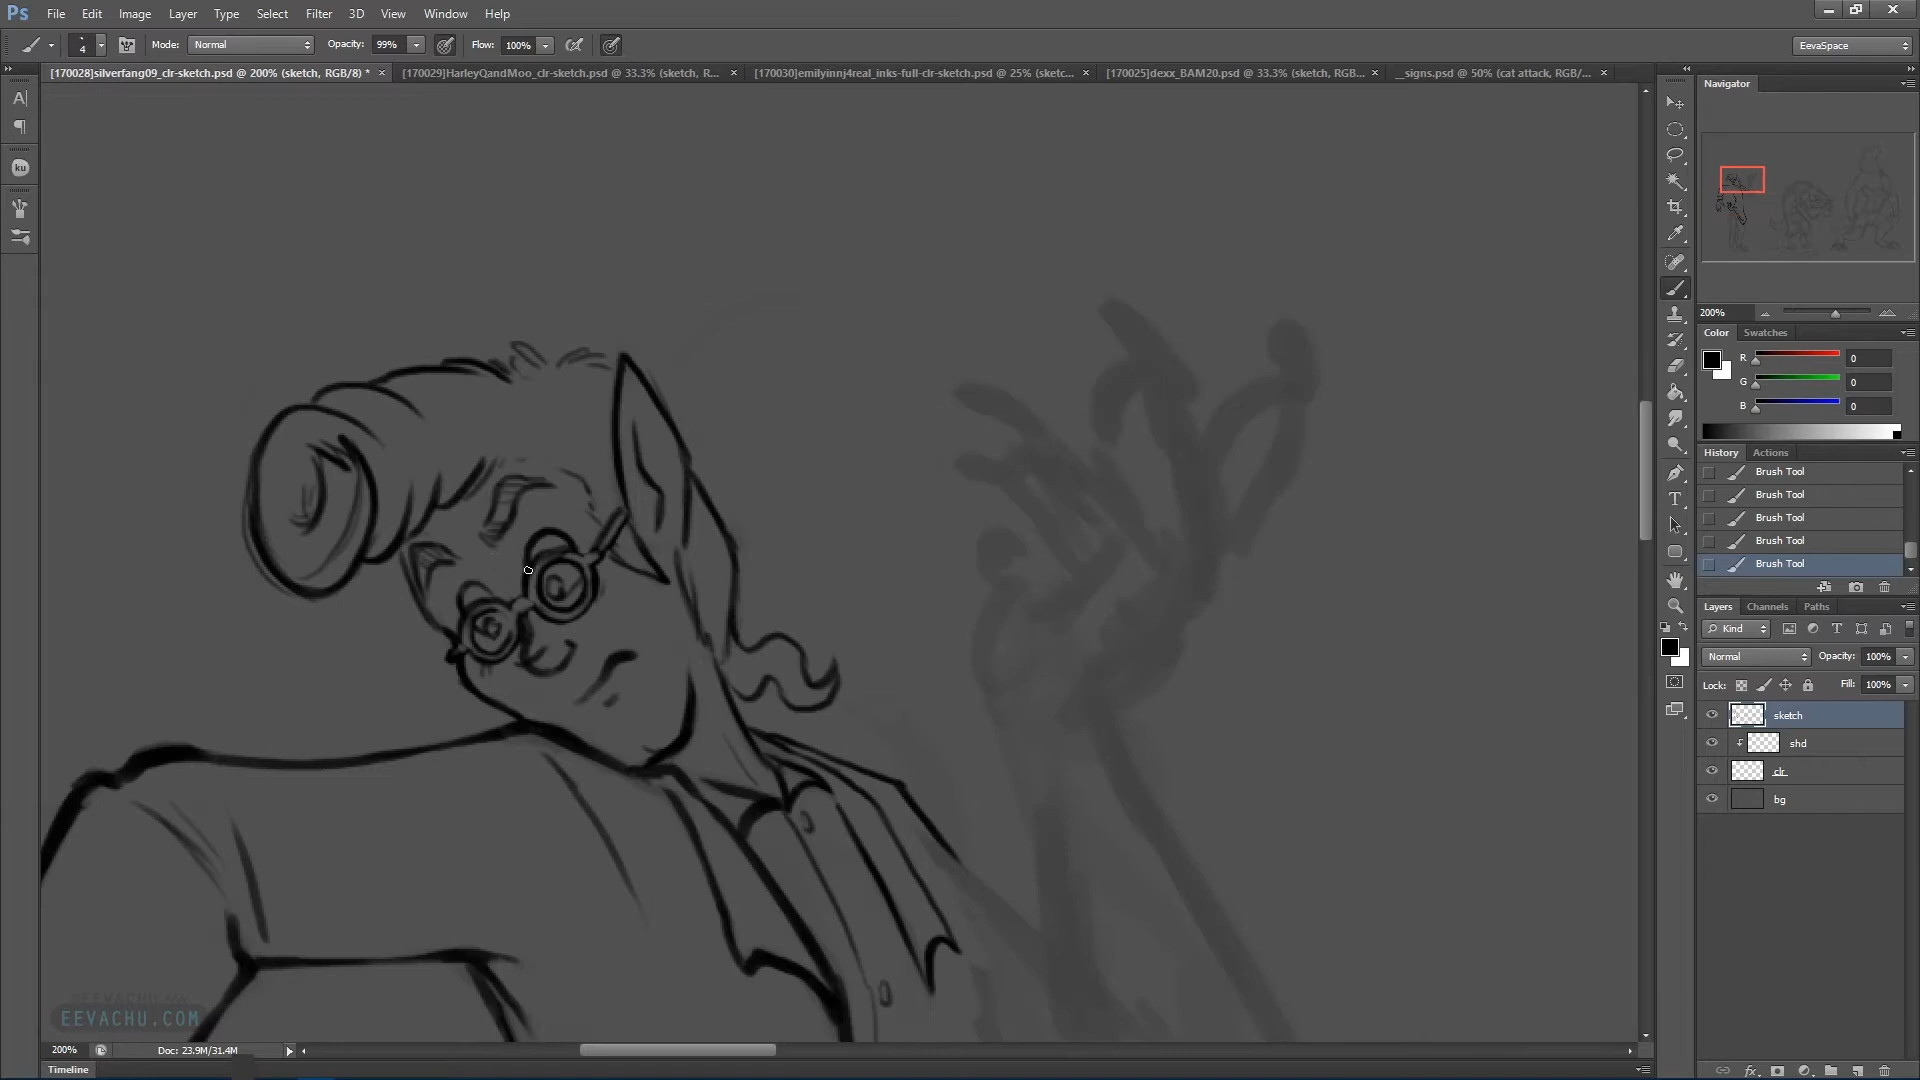 Ps File Edit Image Layer Type Select Filter 3D View Window Help
4 Mode: Normal Opacity: 99% Flow: 100% EevaSpace
[170028]silverfang09_clr-sketch.psd @ 200% (sketch, RGB/8) * × [170029]HarleyQandMoo_clr-sketch.psd @ 33.3% (sketch, R... × [170030]emilyinnj4real_inks-full-clr-sketch.psd @ 25% (sketc... × [170025]dexx_BAM20.psd @ 33.3% (sketch, RGB... × __signs.psd @ 50% (cat attack, RGB/... ×
Navigator
200%
Color Swatches
R 0
G 0
B 0
History Actions
Brush Tool
Brush Tool
Brush Tool
Brush Tool
Brush Tool
Layers Channels Paths
Kind
Normal Opacity: 100%
Lock: Fill: 100%
sketch
shd
clr
bg
ku
EEVACHU.COM
200% Doc: 23.9M/31.4M
Timeline